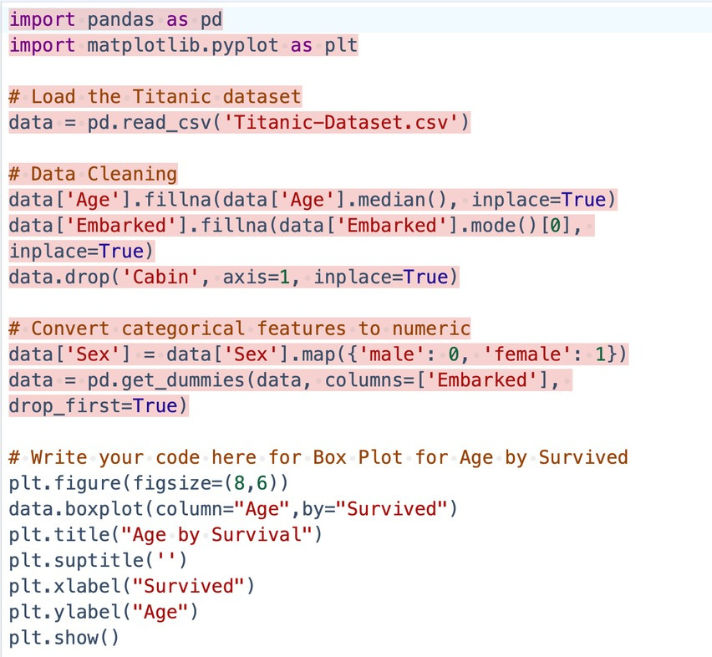 import pandas as pd
import matplotlib.pyplot as plt
# Load the Titanic dataset
data = pd.read_csv('Titanic-Dataset.csv')
# Data Cleaning
data['Age'].fillna(data['Age'].median(), inplace=True)
data['Embarked'].fillna(data['Embarked'].mode()[0],
inplace=True)
data.drop('Cabin', axis=1, inplace=True)
# Convert categorical features to numeric
data['Sex'] = data['Sex'].map({'male': 0, 'female': 1})
data = pd.get_dummies(data, columns=['Embarked'],
drop_first=True)
# Write your code here for Box Plot for Age by Survived
plt.figure(figsize=(8,6))
data.boxplot(column="Age",by="Survived")
plt.title("Age by Survival")
plt.suptitle('')
plt.xlabel("Survived")
plt.ylabel("Age")
plt.show()